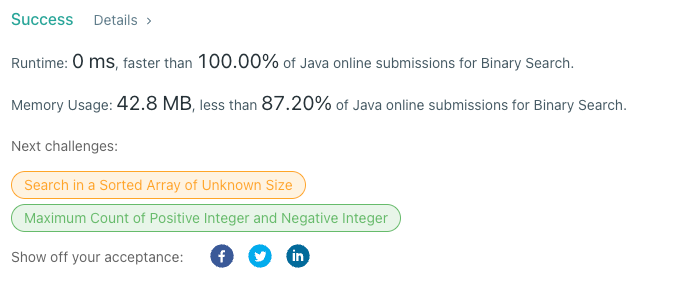 Success Details >
Runtime: 0 ms, faster than 100.00% of Java online submissions for Binary Search.
Memory Usage: 42.8 MB, less than 87.20% of Java online submissions for Binary Search.
Next challenges:
Search in a Sorted Array of Unknown Size
Maximum Count of Positive Integer and Negative Integer
Show off your acceptance: